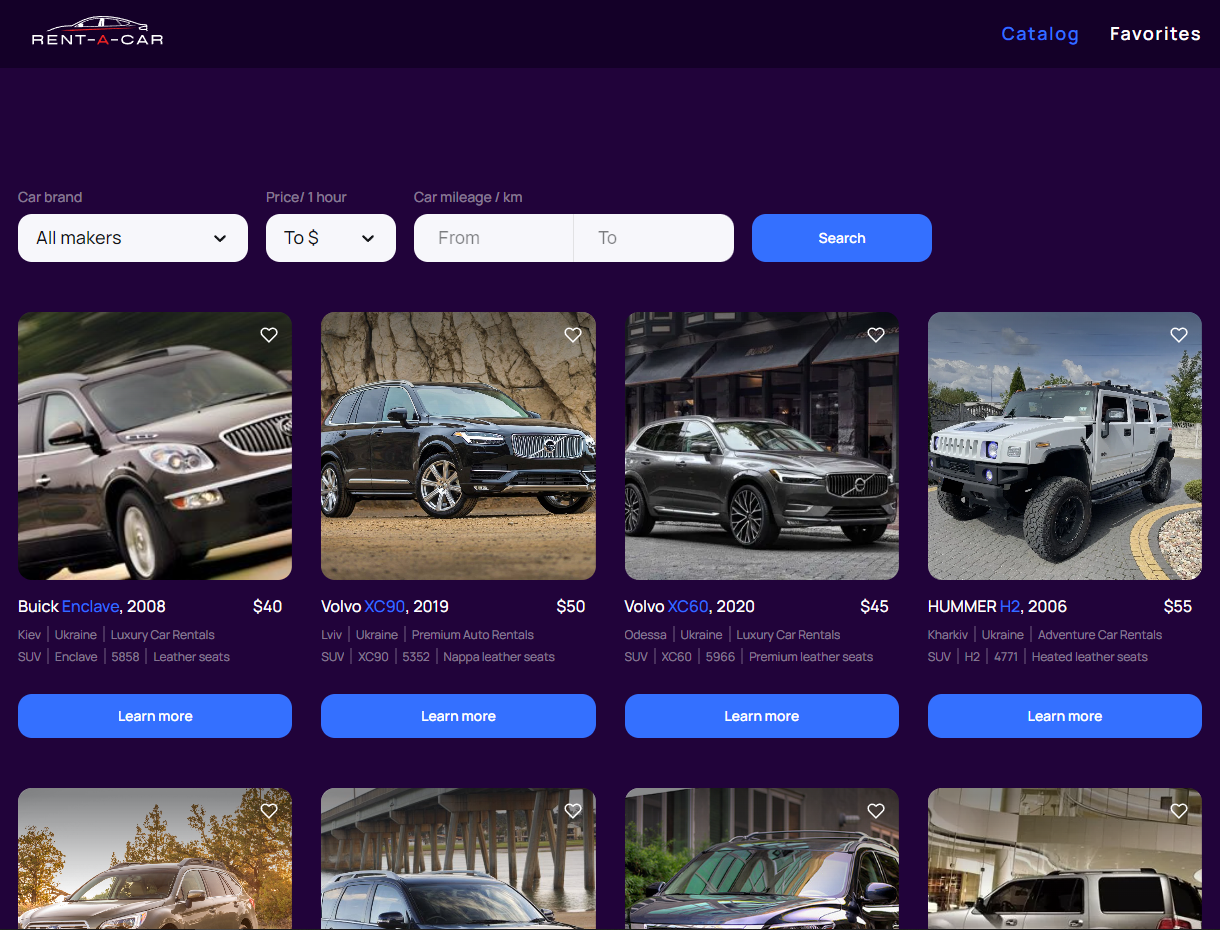 RENT-A-CAR
Catalog Favorites
Car brand Price/ 1 hour Car mileage / km
All makers To $ From To Search
Buick Enclave, 2008 $40
Kiev | Ukraine | Luxury Car Rentals
SUV | Enclave | 5858 | Leather seats
Learn more
Volvo XC90, 2019 $50
Lviv | Ukraine | Premium Auto Rentals
SUV | XC90 | 5352 | Nappa leather seats
Learn more
Volvo XC60, 2020 $45
Odessa | Ukraine | Luxury Car Rentals
SUV | XC60 | 5966 | Premium leather seats
Learn more
HUMMER H2, 2006 $55
Kharkiv | Ukraine | Adventure Car Rentals
SUV | H2 | 4771 | Heated leather seats
Learn more